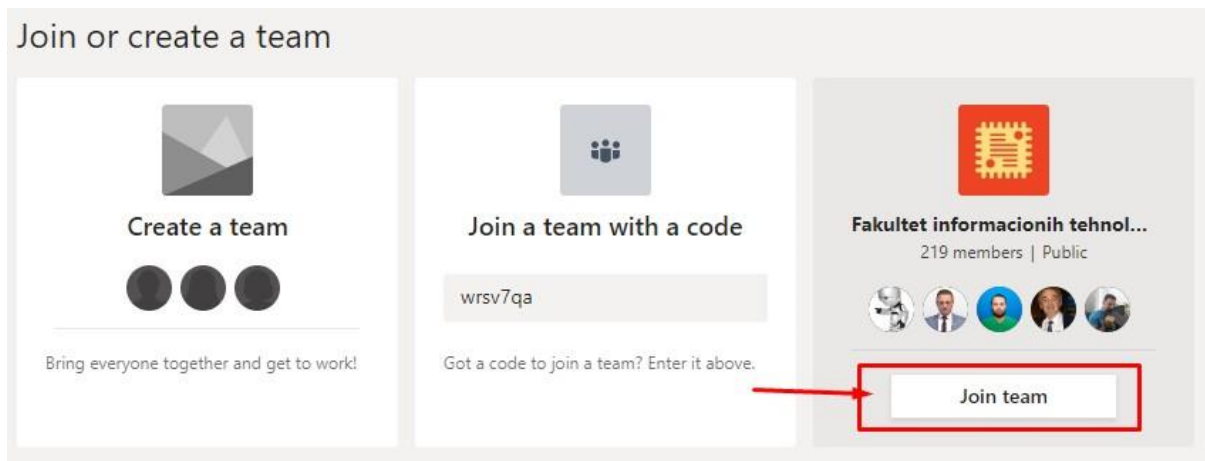 Join or create a team
Create a team
Bring everyone together and get to work!
Join a team with a code
wrsv7qa
Got a code to join a team? Enter it above.
Fakultet informacionih tehnol...
219 members | Public
Join team